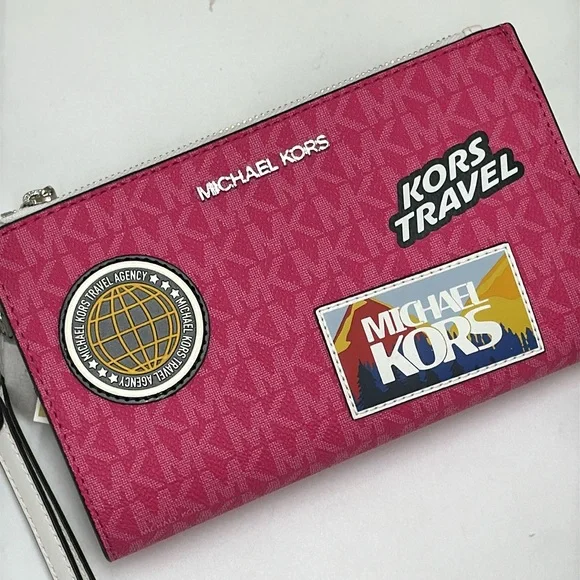 MICHAEL KORS
KORS
TRAVEL
MICHAEL
KORS
MICHAEL KORS TRAVEL AGENCY ★★★
MICHAEL KORS TRAVEL AGENCY ★★★